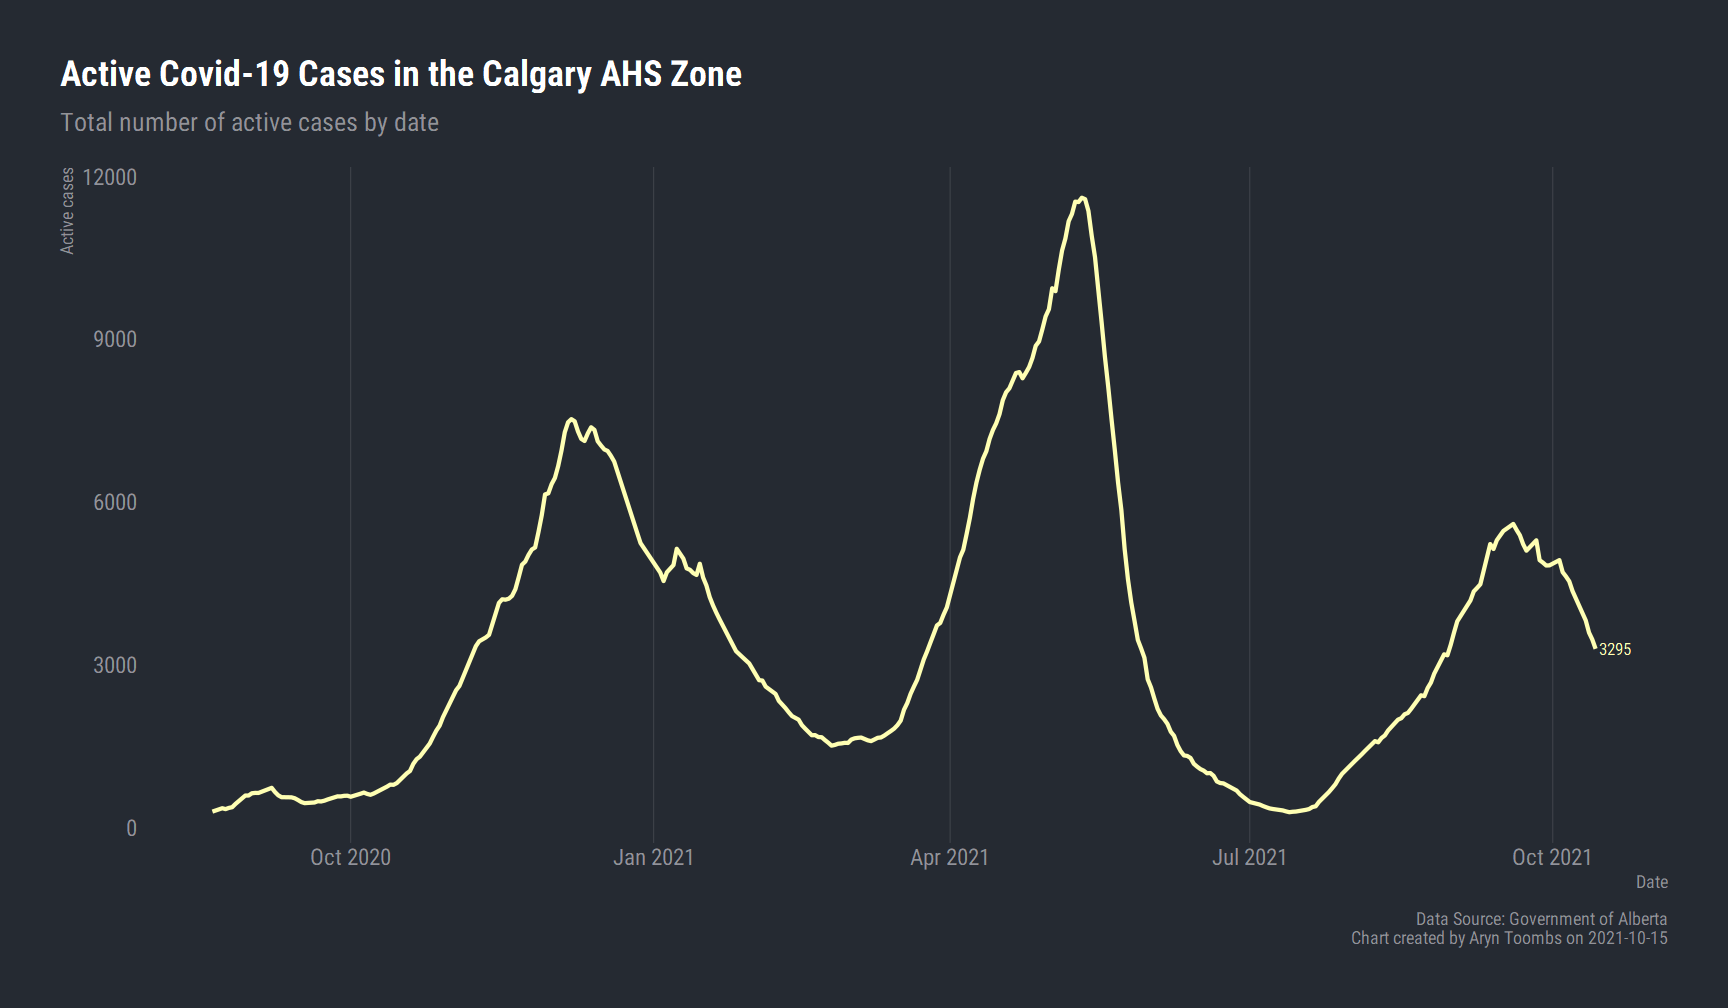 Active Covid-19 Cases in the Calgary AHS Zone
Total number of active cases by date
Active cases
12000
9000
6000
3000
0
3295
Oct 2020
Jan 2021
Apr 2021
Jul 2021
Oct 2021
Date
Data Source: Government of Alberta
Chart created by Aryn Toombs on 2021-10-15